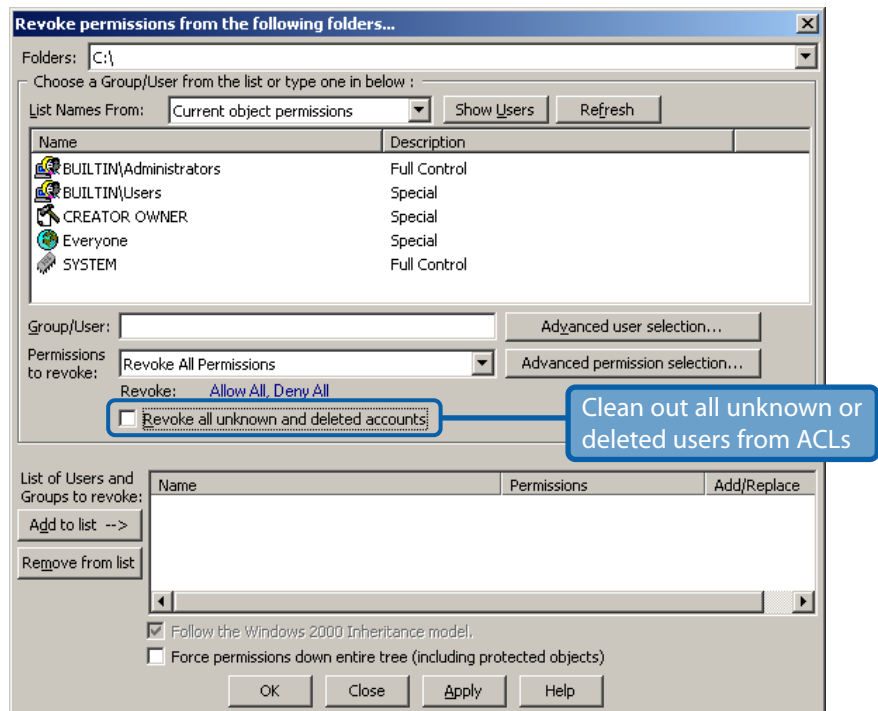 Revoke permissions from the following folders...
Folders: C:\
Choose a Group/User from the list or type one in below :
List Names From: Current object permissions Show Users Refresh
Name Description
BUILTIN\Administrators Full Control
BUILTIN\Users Special
CREATOR OWNER Special
Everyone Special
SYSTEM Full Control
Group/User: Advanced user selection...
Permissions to revoke: Revoke All Permissions Advanced permission selection...
Revoke: Allow All, Deny All
Revoke all unknown and deleted accounts
Clean out all unknown or
deleted users from ACLs
List of Users and
Groups to revoke:
Name Permissions Add/Replace
Add to list -->
Remove from list
Follow the Windows 2000 Inheritance model.
Force permissions down entire tree (including protected objects)
OK Close Apply Help